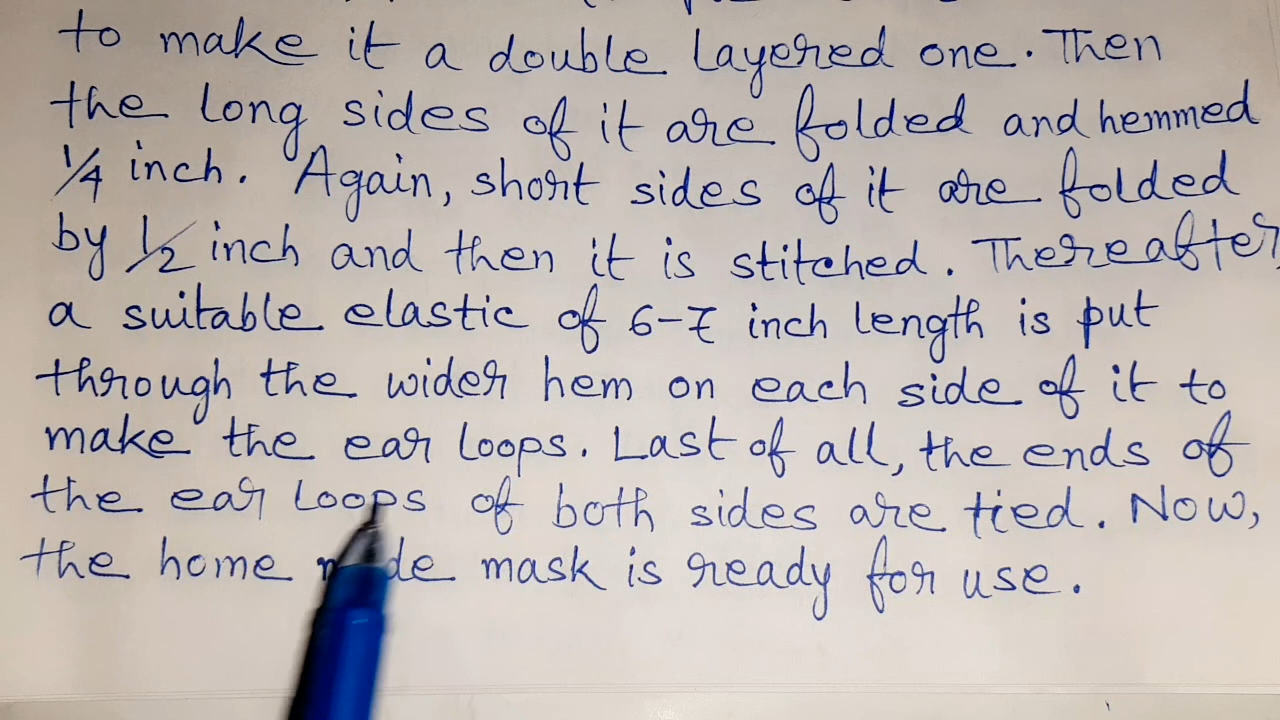 to make it a double layered one. Then
the long sides of it are folded and hemmed
1/4 inch. Again, short sides of it are folded
by 1/2 inch and then it is stitched. Thereafter,
a suitable elastic of 6-7 inch length is put
through the wider hem on each side of it to
make the ear loops. Last of all, the ends of
the ear loops of both sides are tied. Now,
the home made mask is ready for use.